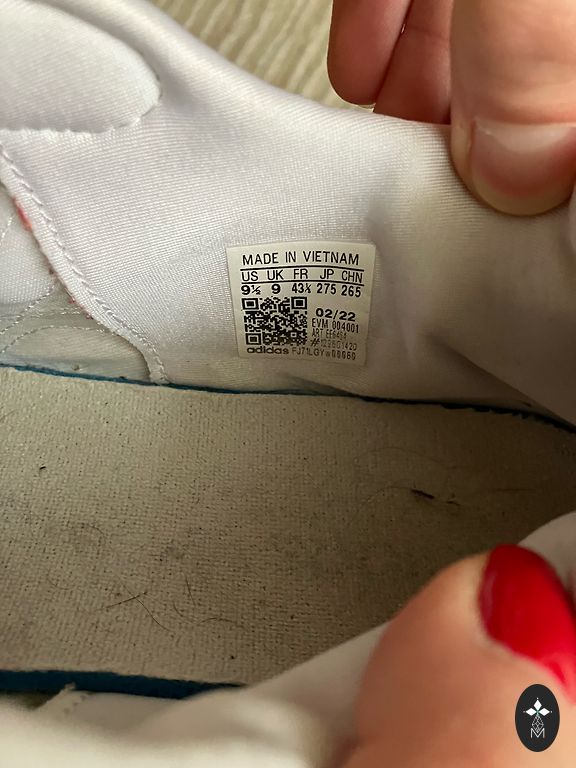 MADE IN VIETNAM
US UK FR JP CHN
9½ 9 43⅓ 275 265
02/22
EVM 004001
ART
adidas
M